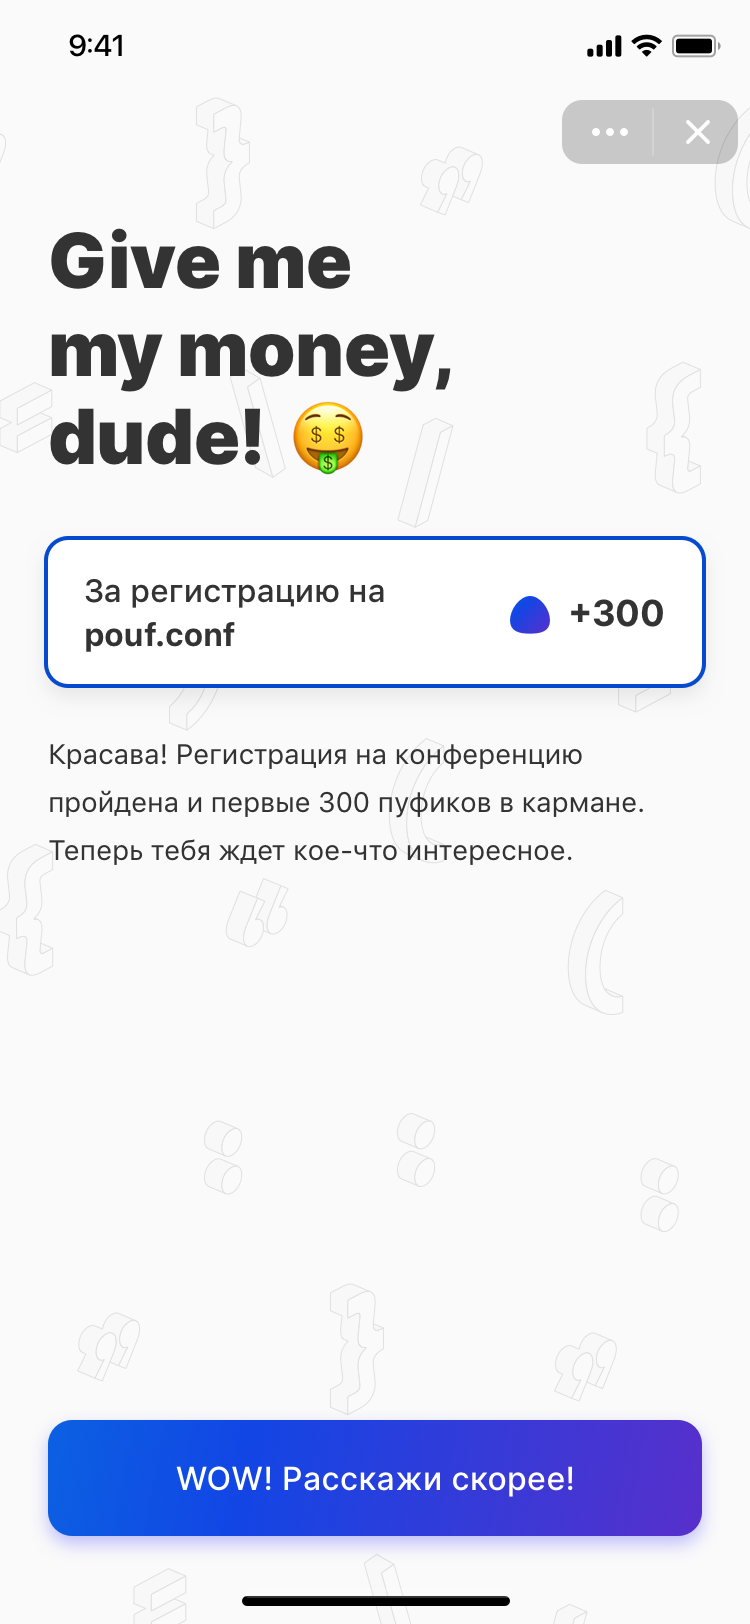 9:41
Give me
my money,
dude! 🤑
За регистрацию на
pouf.conf
+300
Красава! Регистрация на конференцию
пройдена и первые 300 пуфиков в кармане.
Теперь тебя ждет кое-что интересное.
WOW! Расскажи скорее!